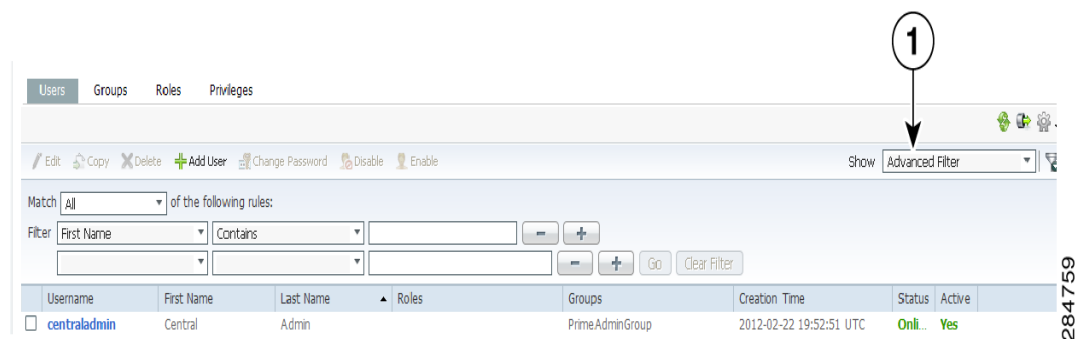 1
Users Groups Roles Privileges
Edit Copy Delete Add User Change Password Disable Enable Show Advanced Filter
Match All of the following rules:
Filter First Name Contains
Go Clear Filter
Username First Name Last Name Roles Groups Creation Time Status Active
centraladmin Central Admin PrimeAdminGroup 2012-02-22 19:52:51 UTC Onli... Yes
284759